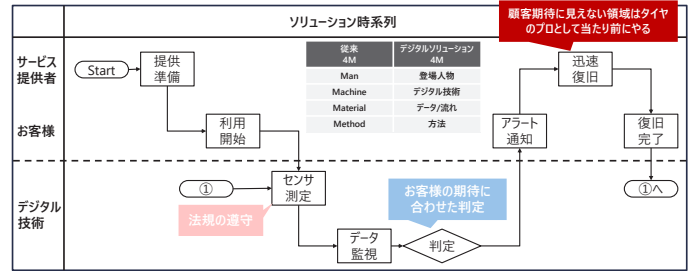 ソリューション時系列
顧客期待に見えない領域はタイヤ
のプロとして当たり前にやる
サービス
提供者
Start
提供
準備
従来
4M
デジタルソリューション
4M
Man
登場人物
Machine
デジタル技術
Material
データ/流れ
Method
方法
迅速
復旧
お客様
利用
開始
アラート
通知
復旧
完了
デジタル
技術
①
センサ
測定
法規の遵守
お客様の期待に
合わせた判定
①へ
データ
監視
判定